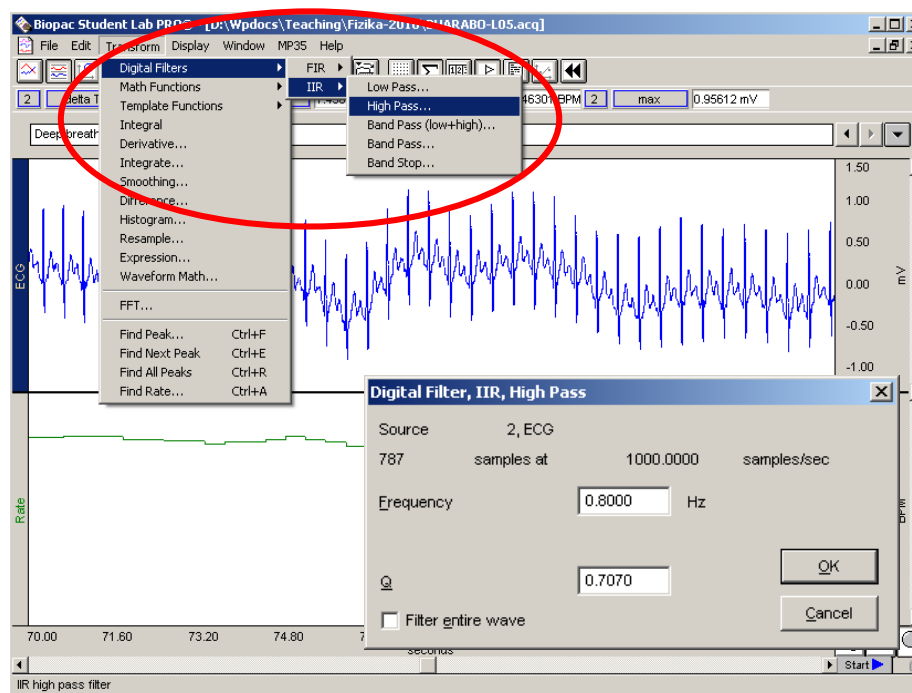 Biopac Student Lab PRO
[D:\Wpdocs\Teaching\Fizika-2010\
-L05.acq]
File Edit Transform Display Window MP35 Help
Digital Filters
Math Functions
Template Functions
Integral
Derivative...
Integrate...
Smoothing...
Difference...
Histogram...
Resample...
Expression...
Waveform Math...
FFT...
Find Peak... Ctrl+F
Find Next Peak Ctrl+E
Find All Peaks Ctrl+R
Find Rate... Ctrl+A
FIR
IIR
Low Pass...
High Pass...
Band Pass (low+high)...
Band Pass...
Band Stop...
2 BPM 2 max 0.95612 mV
Deep breath
1.50
1.00
0.50
0.00
-0.50
-1.00
mV
ECG
Rate
Digital Filter, IIR, High Pass
Source 2, ECG
787 samples at 1000.0000 samples/sec
Frequency 0.8000 Hz
Q 0.7070
Filter entire wave
OK
Cancel
70.00 71.60 73.20 74.80
seconds
Start
IIR high pass filter